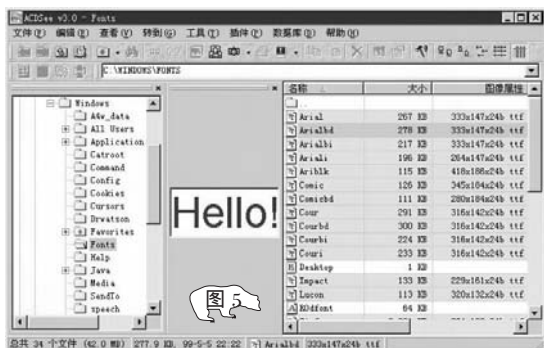 ACDSee v3.0 - Fonts
文件(F) 编辑(E) 查看(V) 转到(G) 工具(T) 插件(P) 数据库(D) 帮助(H)
C:\WINDOWS\FONTS
Windows
A4w_data
All Users
Application
Catroot
Command
Config
Cookies
Cursors
Drwatson
Favorites
Fonts
Help
Java
Media
SendTo
speech
Hello!
图 5
名称 大小 图像属性
..
Arial 267 KB 333x147x24b ttf
Arialbd 278 KB 333x147x24b ttf
Arialbi 217 KB 333x147x24b ttf
Ariali 196 KB 264x147x24b ttf
Ariblk 115 KB 418x186x24b ttf
Comic 126 KB 345x164x24b ttf
Comicbd 111 KB 280x184x24b ttf
Cour 291 KB 316x142x24b ttf
Courbd 300 KB 316x142x24b ttf
Courbi 224 KB 316x142x24b ttf
Couri 233 KB 316x142x24b ttf
Desktop 1 KB
Impact 133 KB 229x161x24b ttf
Lucon 113 KB 320x132x24b ttf
MOdfont 64 KB
总共 34 个文件 (42.0 MB) 277.9 KB, 99-5-5 22:22 Arialbd 333x147x24b ttf